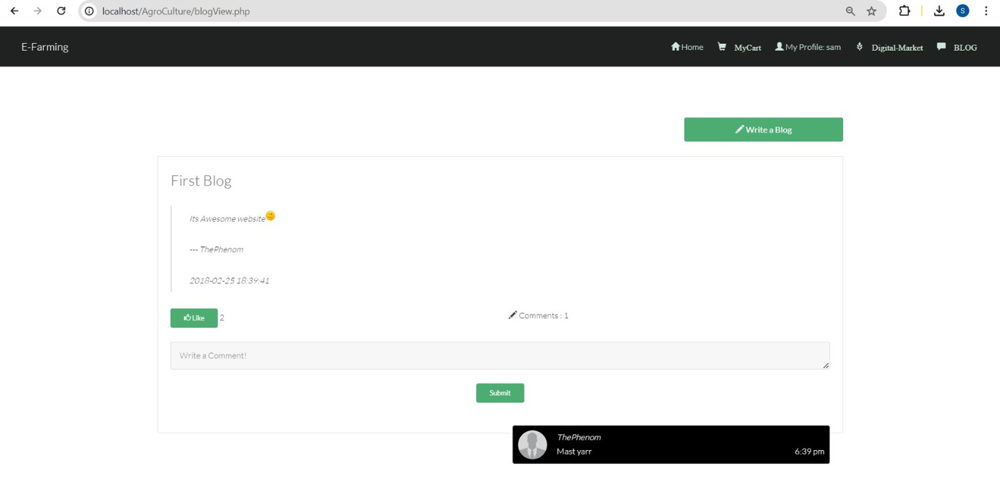 localhost/AgroCulture/blogView.php
S
E-Farming
Home MyCart My Profile: sam Digital-Market BLOG
Write a Blog
First Blog
Its Awesome website
--- ThePhenom
2018-02-25 18:39:41
Like 2 Comments : 1
Write a Comment!
Submit
ThePhenom
Mast yarr 6:39 pm